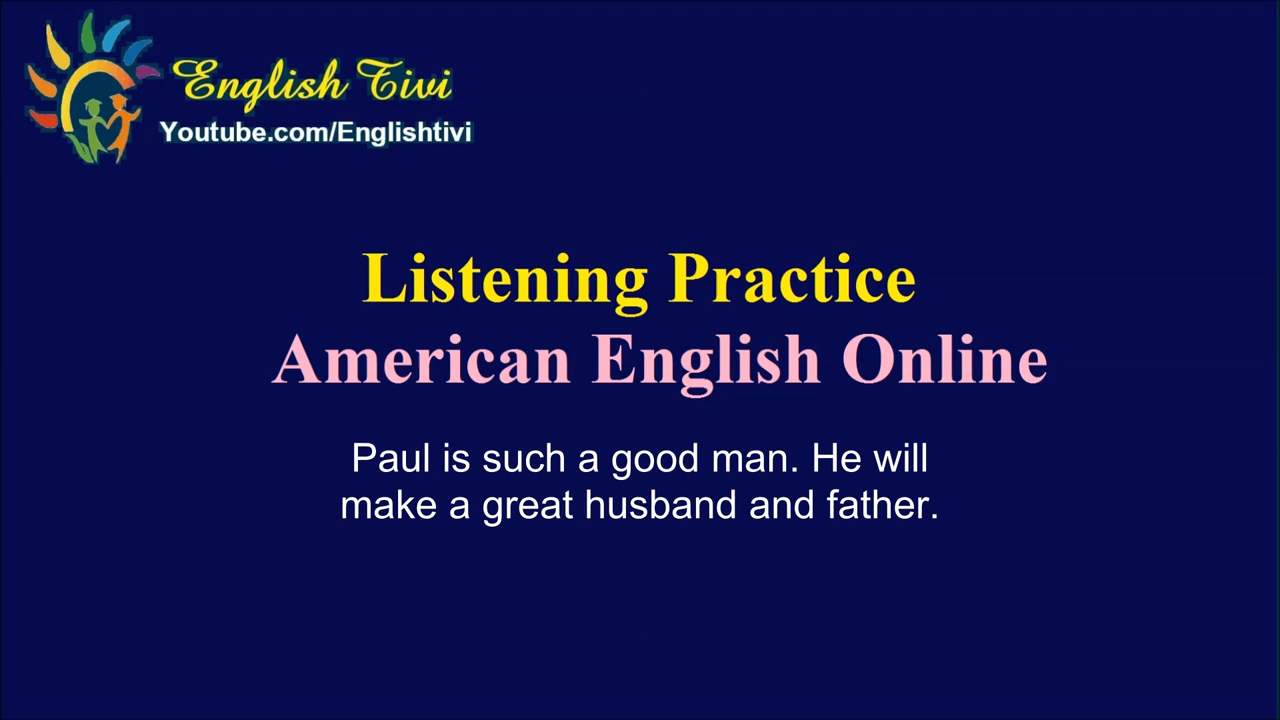 English Tivi
Youtube.com/Englishtivi
Listening Practice
American English Online
Paul is such a good man. He will
make a great husband and father.